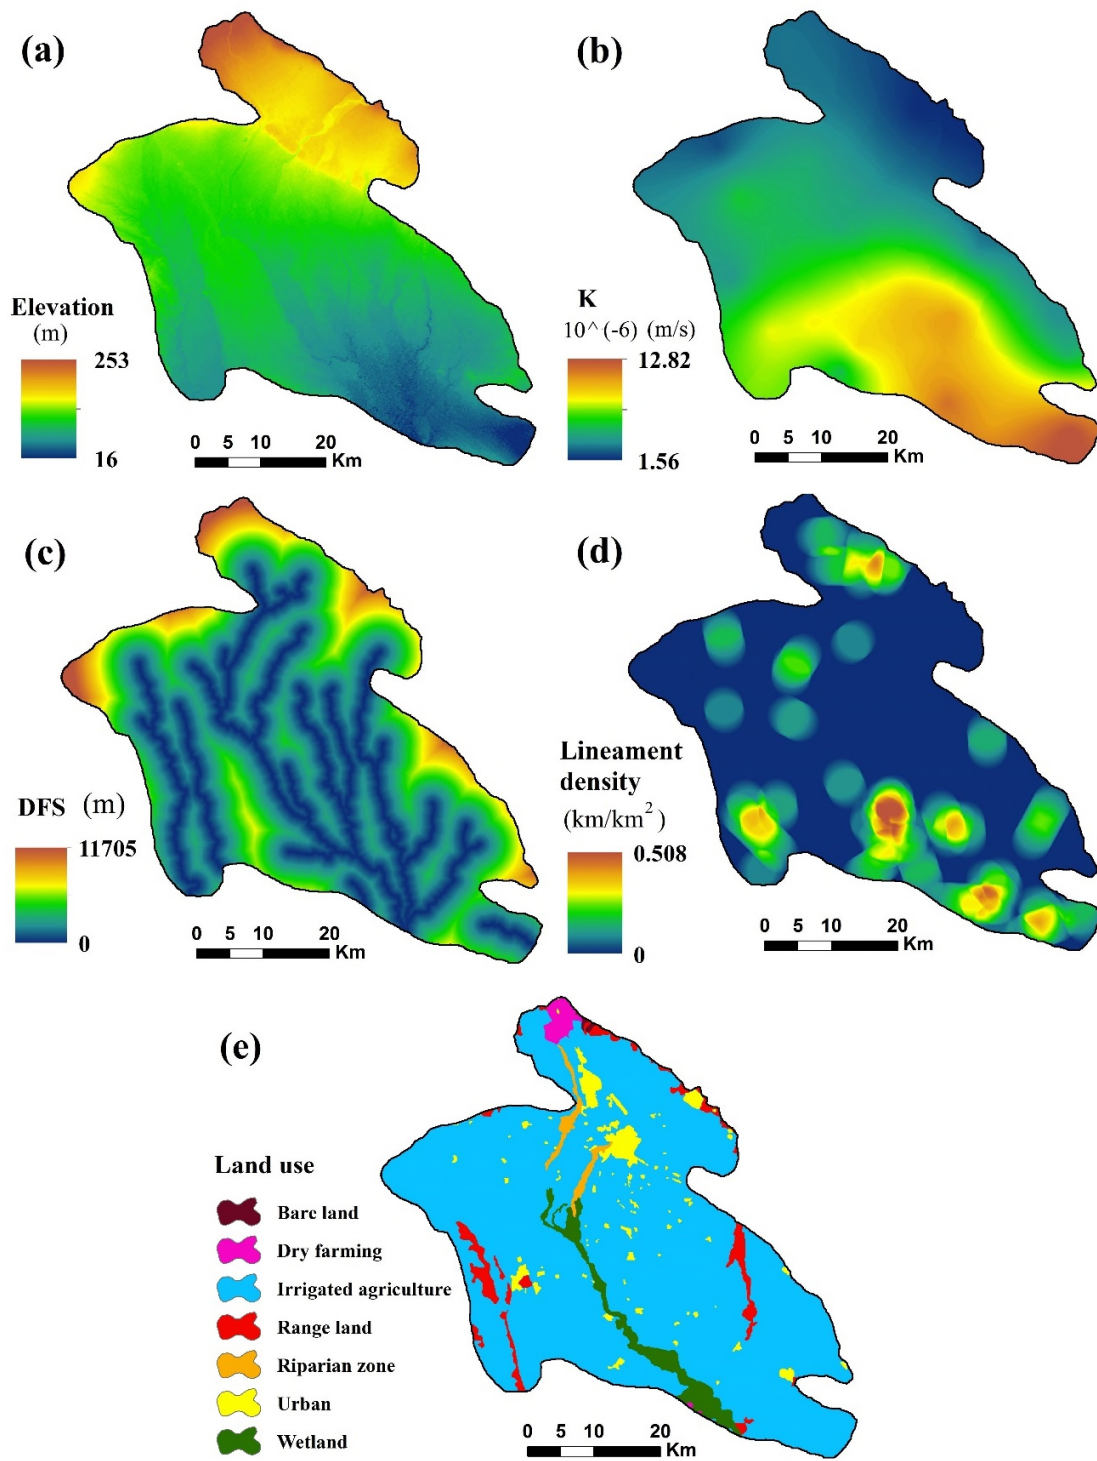 (a)
Elevation
(m)
253
16
0 5 10 20
Km
(b)
K
10^(-6) (m/s)
12.82
1.56
0 5 10 20
Km
(c)
DFS (m)
11705
0
0 5 10 20
Km
(d)
Lineament
density
(km/km²)
0.508
0
0 5 10 20
Km
(e)
Land use
Bare land
Dry farming
Irrigated agriculture
Range land
Riparian zone
Urban
Wetland
0 5 10 20
Km